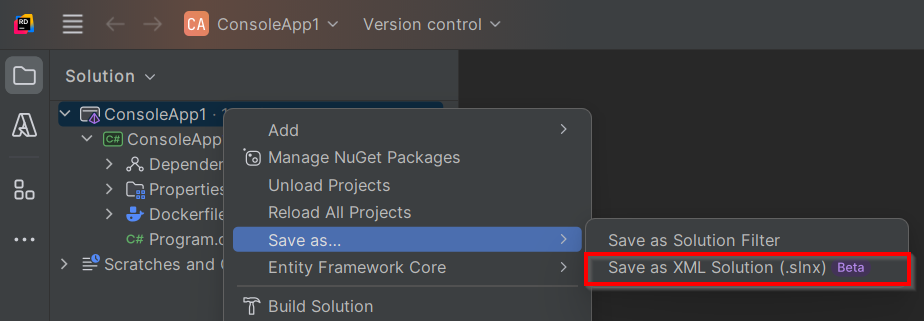 RD
CA ConsoleApp1 Version control
Solution
ConsoleApp1 ·
C# ConsoleApp
Add
Manage NuGet Packages
Unload Projects
Reload All Projects
Properties
Dockerfile
C# Program.
Scratches and
Save as...
Save as Solution Filter
Save as XML Solution (.slnx) Beta
Entity Framework Core
Build Solution